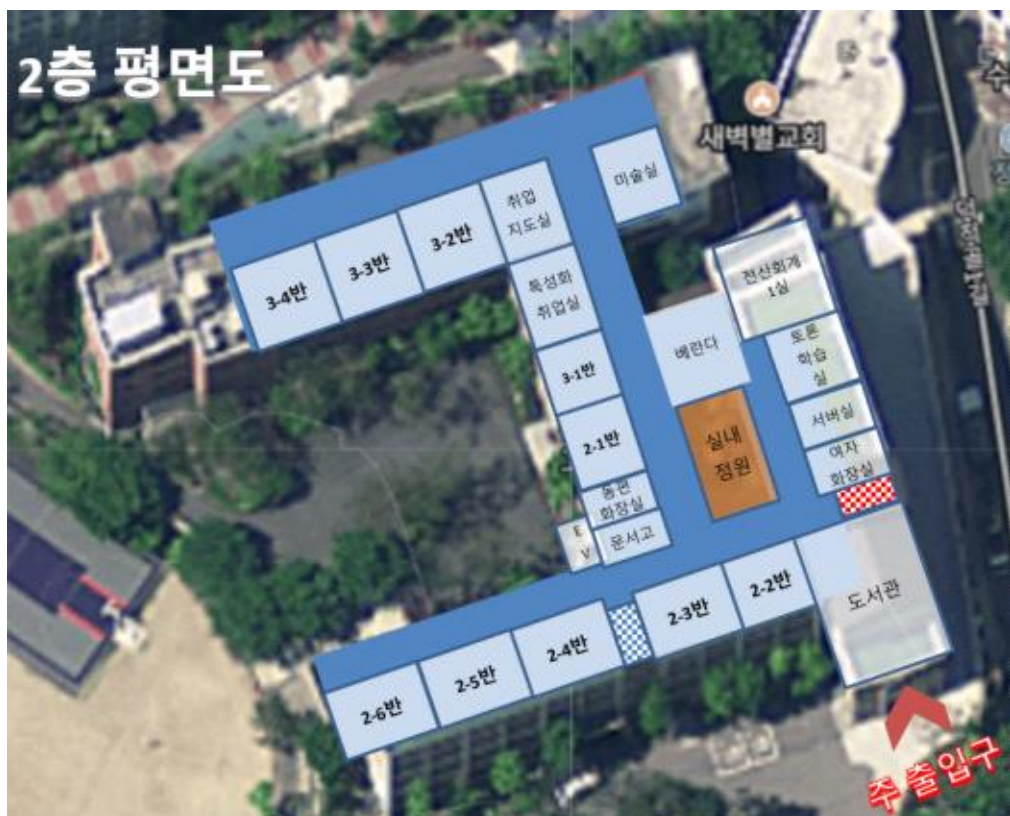 2층 평면도
새벽별교회
미술실
취업
지도실
3-2반
3-3반
3-4반
특성화
취업실
전산회계
1실
베란다
토론
학습
실
3-1반
서버실
2-1반
실내
정원
여자
화장실
동편
화장실
E
V
문서고
2-2반
도서관
2-3반
2-4반
2-5반
2-6반
주출입구